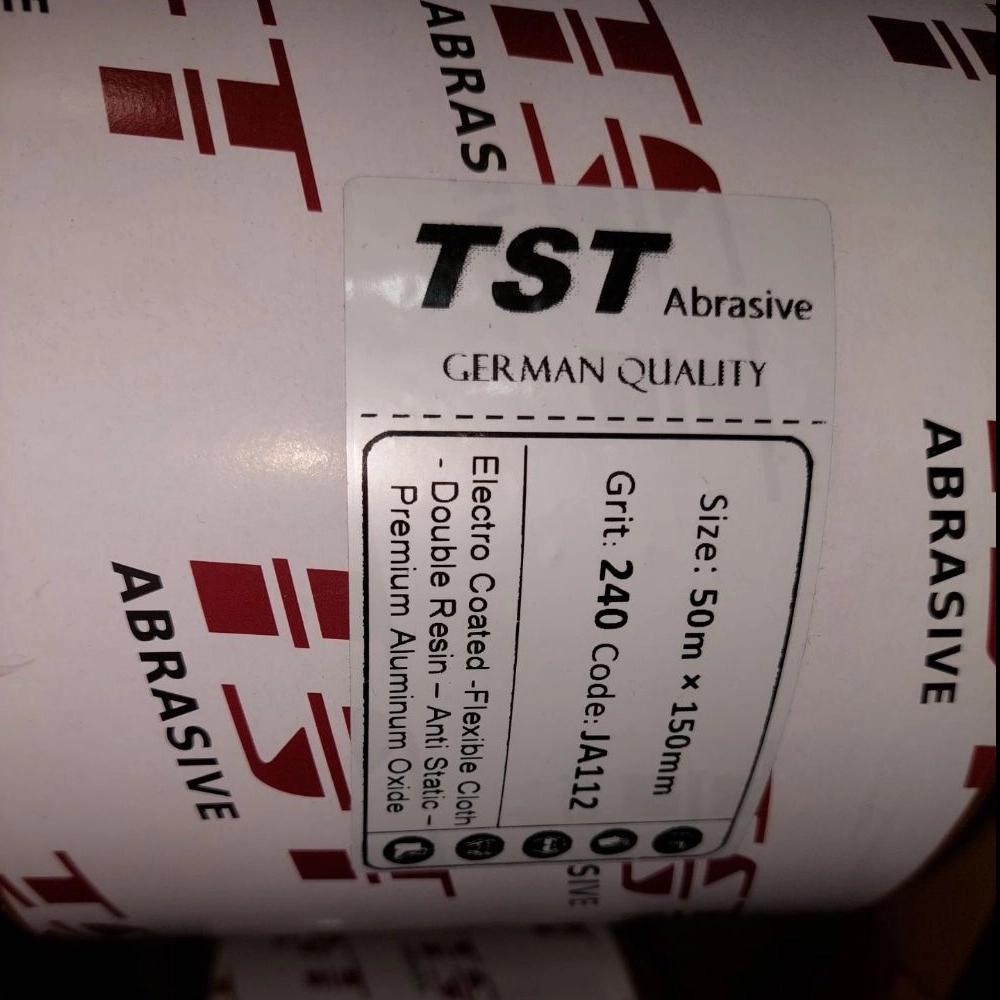 TST Abrasive
GERMAN QUALITY
Size: 50m × 150mm
Grit: 240 Code: JA112
Electro Coated -Flexible Cloth
- Double Resin – Anti Static –
Premium Aluminum Oxide
ABRAS
ABRASIVE
ABRASIVE
SIVE